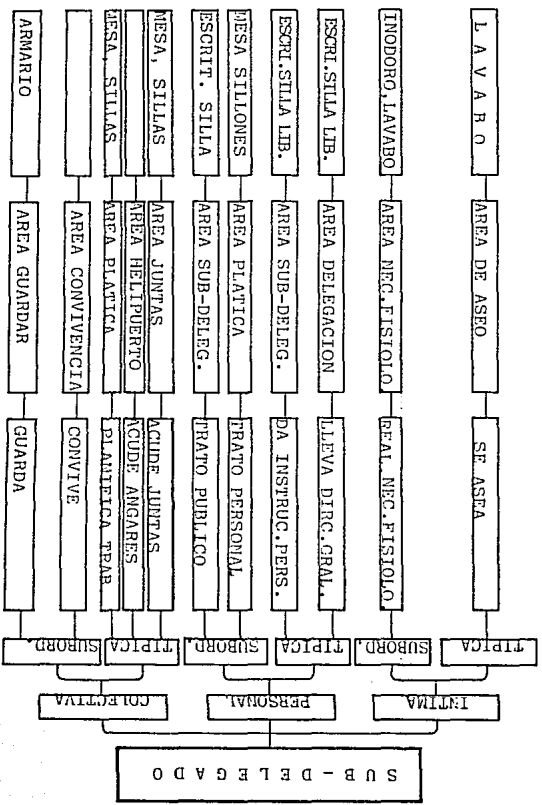 SUB-DELEGADO
INTIMA
PERSONAL
COLECTIVA
TIPICA
SUBORD.
TIPICA
SUBORD.
TIPICA
SUBORD.
SE ASEA
AREA DE ASEO
LAVABO
REAL.NEC.FISIOLO.
AREA NEC.FISIOLO.
INODORO,LAVABO
LLEVA DIRC.GRAL.
AREA DELEGACION
ESCRI.SILLA LIB.
DA INSTRUC.PERS.
AREA SUB-DELEG.
ESCRI.SILLA LIB.
TRATO PERSONAL
AREA PLATICA
MESA SILLONES
TRATO PUBLICO
AREA SUB-DELEG.
ESCRIT. SILLA
ACUDE JUNTAS
AREA JUNTAS
MESA, SILLAS
ACUDE ANGARES
AREA HELIPUERTO
PLANIFICA TRAB
AREA PLATICA
MESA, SILLAS
CONVIVE
AREA CONVIVENCIA
GUARDA
AREA GUARDAR
ARMARIO